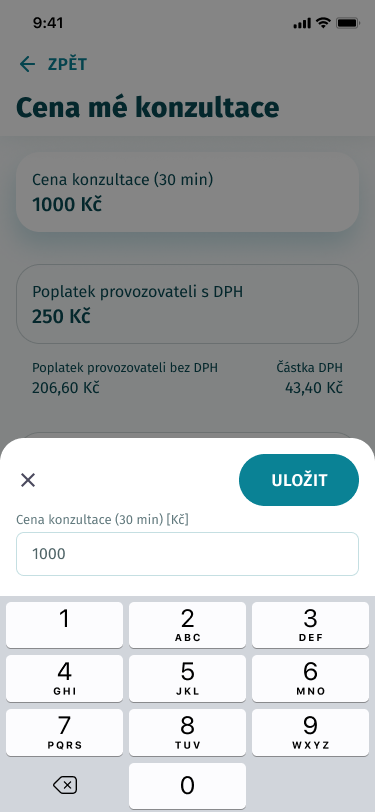 9:41
ZPĚT
Cena mé konzultace
Cena konzultace (30 min)
1000 Kč
Poplatek provozovateli s DPH
250 Kč
Poplatek provozovateli bez DPH
Částka DPH
206,60 Kč
43,40 Kč
ULOŽIT
Cena konzultace (30 min) [Kč]
1000
1
2
3
ABC
DEF
4
5
6
GHI
JKL
MNO
7
8
9
PQRS
TUV
WXYZ
0